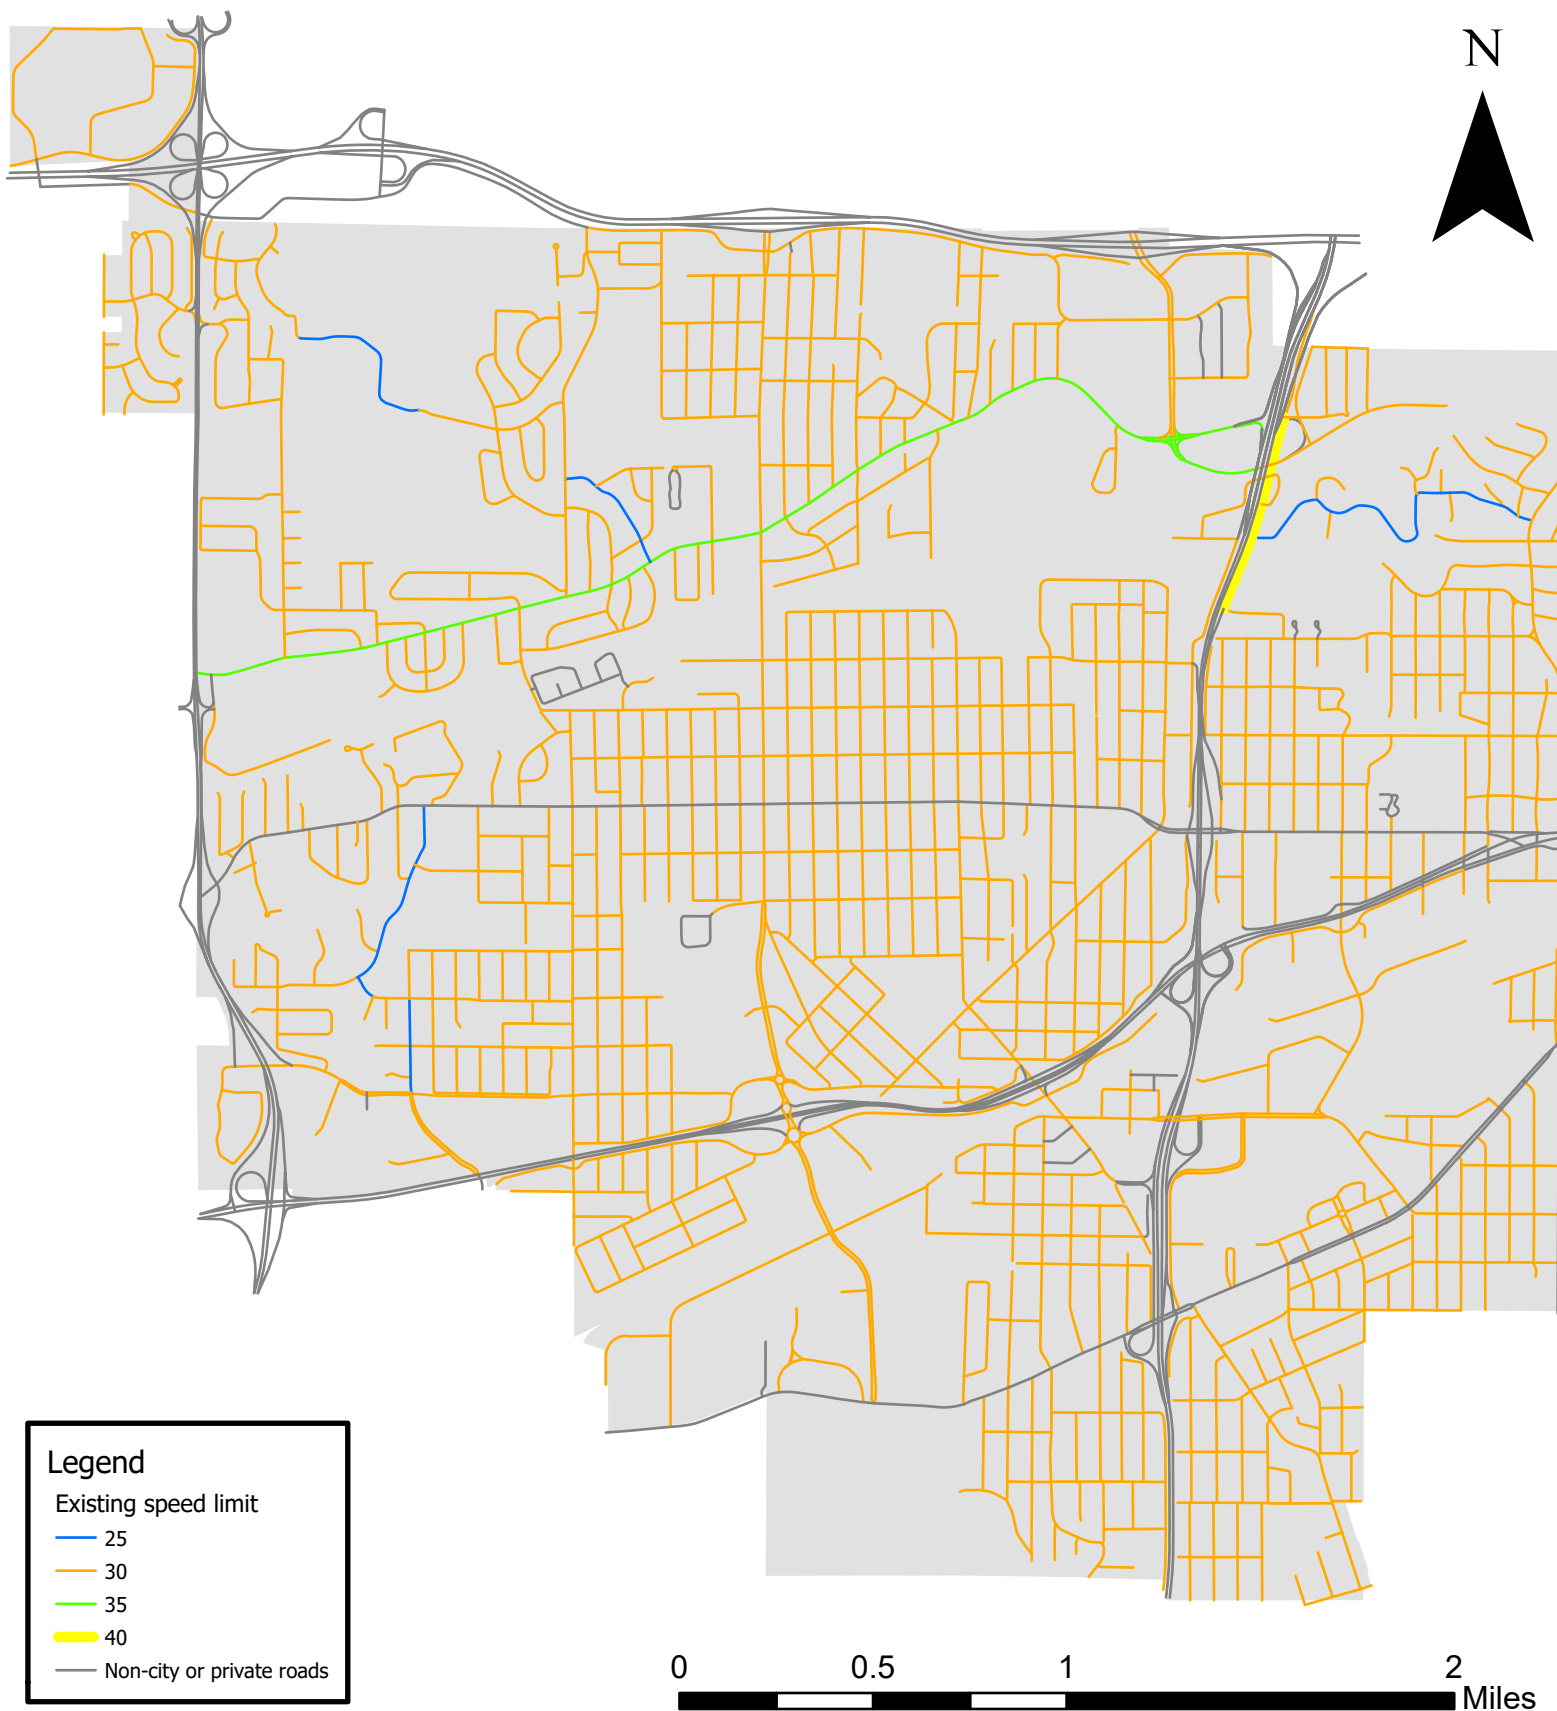 N
Legend
Existing speed limit
25
30
35
40
Non-city or private roads
0 0.5 1 2
Miles